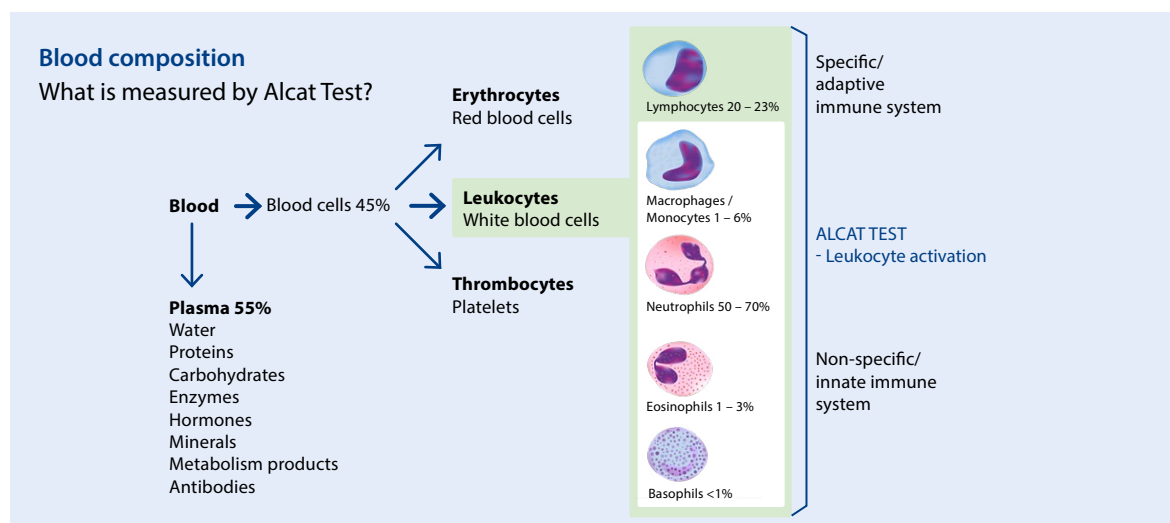 Blood composition
What is measured by Alcat Test?
Blood
Blood cells 45%
Erythrocytes
Red blood cells
Leukocytes
White blood cells
Thrombocytes
Platelets
Plasma 55%
Water
Proteins
Carbohydrates
Enzymes
Hormones
Minerals
Metabolism products
Antibodies
Lymphocytes 20 – 23%
Macrophages /
Monocytes 1 – 6%
Neutrophils 50 – 70%
Eosinophils 1 – 3%
Basophils <1%
Specific/
adaptive
immune system
ALCAT TEST
- Leukocyte activation
Non-specific/
innate immune
system